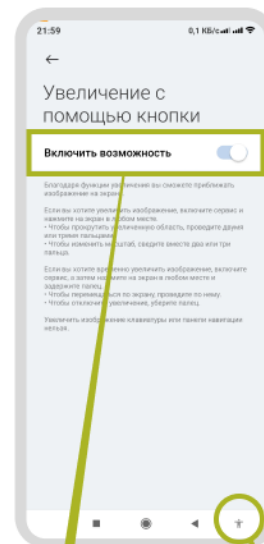 21:59
0,1 КБ/с
Увеличение с
помощью кнопки
Включить возможность
Благодаря функции увеличения вы сможете приближать
изображение на экране.
Если вы хотите увеличить изображение, включите сервис и
нажмите на экран в любом месте.
• Чтобы прокрутить увеличенную область, проведите двумя
или тремя пальцами.
• Чтобы изменить масштаб, сведите вместе два или три
пальца.
Если вы хотите временно увеличить изображение, включите
сервис, а затем нажмите на экран в любом месте и
задержите палец.
• Чтобы перемещаться по экрану, проведите по нему.
• Чтобы отключить увеличение, уберите палец.
Увеличить изображение клавиатуры или панели навигации
нельзя.